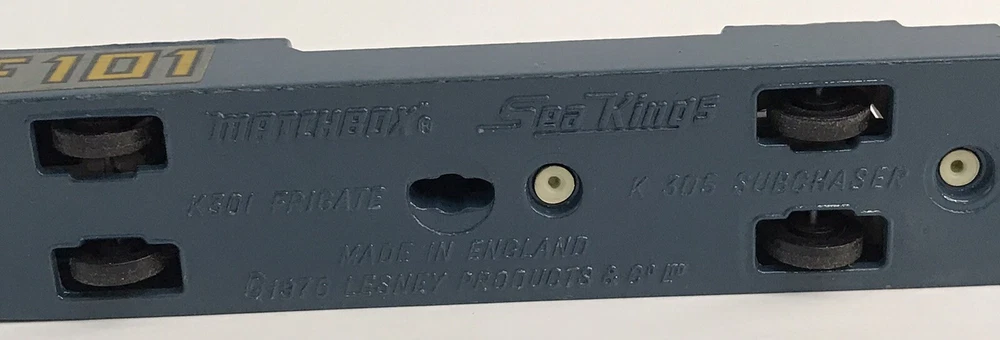 F101
MATCHBOX® Sea Kings
K301 FRIGATE
K 305 SUBCHASER
MADE IN ENGLAND
©1976 LESNEY PRODUCTS & Cº Lᵀᴰ